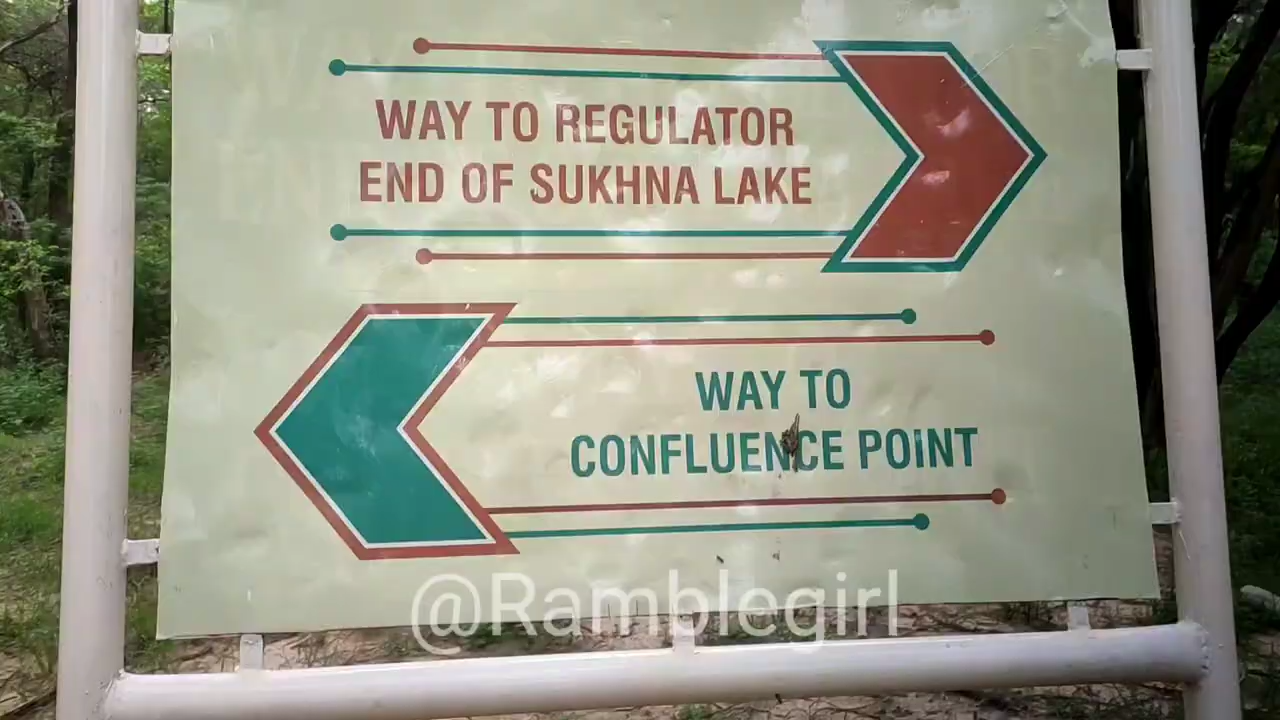 WAY TO REGULATOR
END OF SUKHNA LAKE
WAY TO
CONFLUENCE POINT
@Ramblegirl